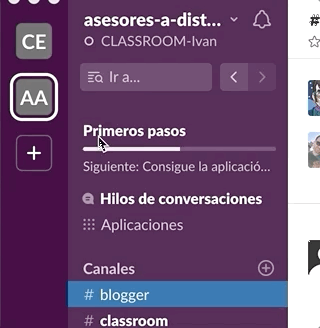 CE
AA
asesores-a-dist...
CLASSROOM-Ivan
Ir a...
Primeros pasos
Siguiente: Consigue la aplicació...
Hilos de conversaciones
Aplicaciones
Canales
# blogger
# classroom
#